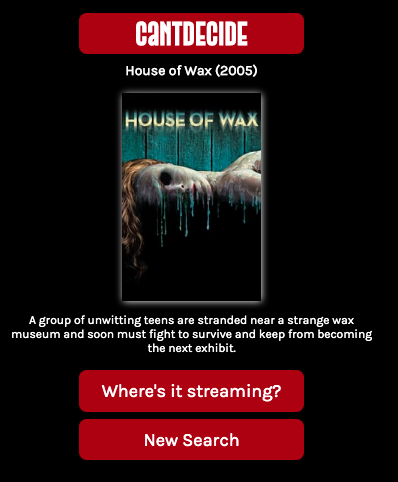 CANTDECIDE
House of Wax (2005)
HOUSE OF WAX
A group of unwitting teens are stranded near a strange wax
museum and soon must fight to survive and keep from becoming
the next exhibit.
Where's it streaming?
New Search